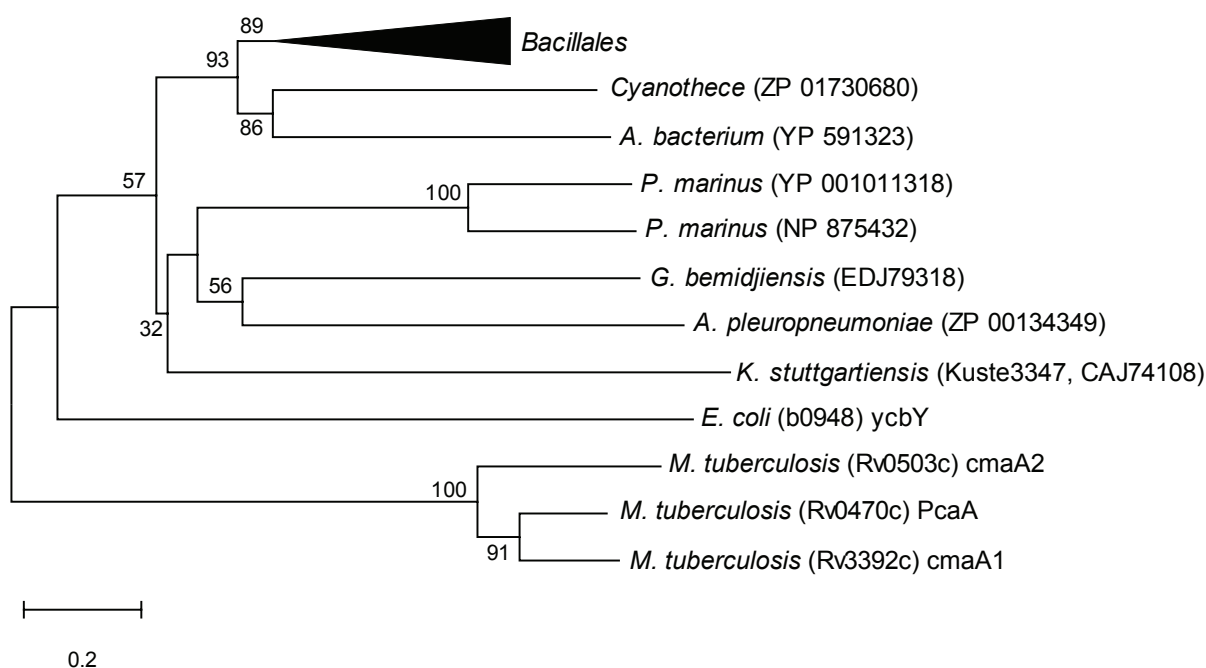 89
Bacillales
93
Cyanothece (ZP 01730680)
86
A. bacterium (YP 591323)
57
P. marinus (YP 001011318)
100
P. marinus (NP 875432)
G. bemidjiensis (EDJ79318)
56
A. pleuropneumoniae (ZP 00134349)
32
K. stuttgartiensis (Kuste3347, CAJ74108)
E. coli (b0948) ycbY
M. tuberculosis (Rv0503c) cmaA2
100
M. tuberculosis (Rv0470c) PcaA
91
M. tuberculosis (Rv3392c) cmaA1
0.2